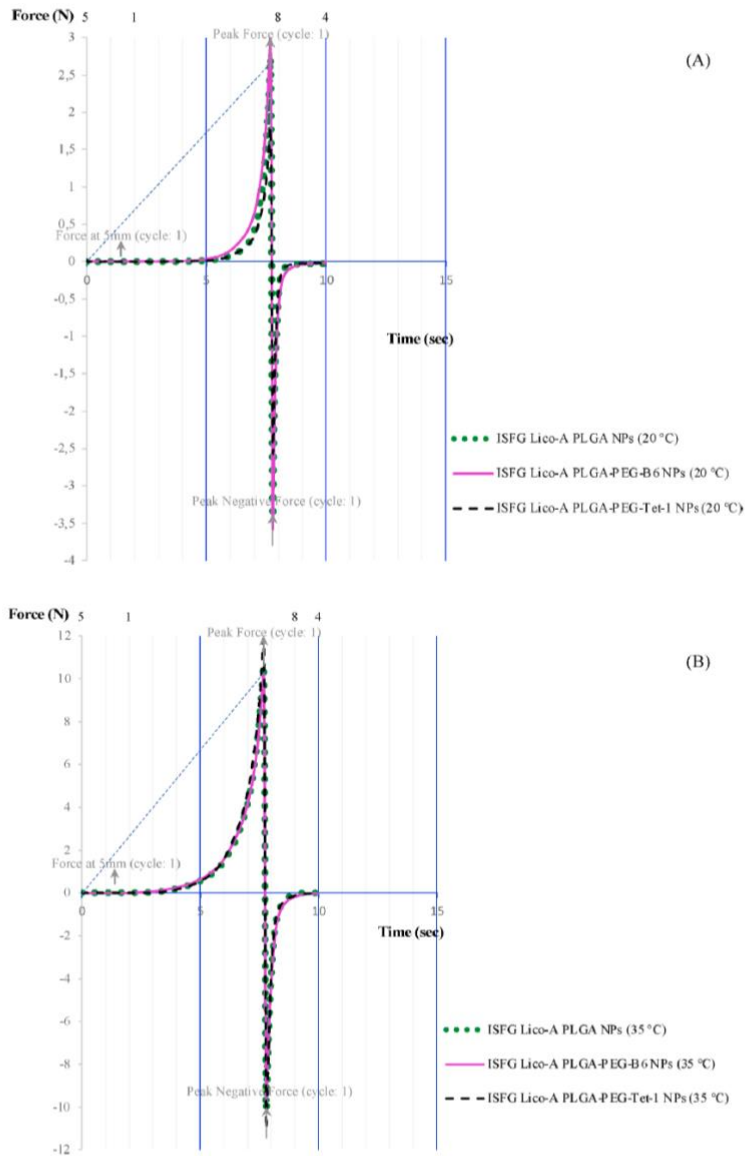 Force (N) 5 1 8 4
Peak Force (cycle: 1)
(A)
3
2,5
2
1,5
1
0,5
Force at 5mm (cycle: 1)
0
0 5 10 15
-0,5
-1
Time (sec)
-1,5
-2
-2,5
ISFG Lico-A PLGA NPs (20 °C)
ISFG Lico-A PLGA-PEG-B6 NPs (20 °C)
-3
Peak Negative Force (cycle: 1)
ISFG Lico-A PLGA-PEG-Tet-1 NPs (20 °C)
-3,5
-4
Force (N) 5 1 8 4
Peak Force (cycle: 1)
12
(B)
10
8
6
4
2
Force at 5mm (cycle: 1)
0
0 5 10 15
-2
Time (sec)
-4
-6
ISFG Lico-A PLGA NPs (35 °C)
-8
ISFG Lico-A PLGA-PEG-B6 NPs (35 °C)
Peak Negative Force (cycle: 1)
ISFG Lico-A PLGA-PEG-Tet-1 NPs (35 °C)
-10
-12